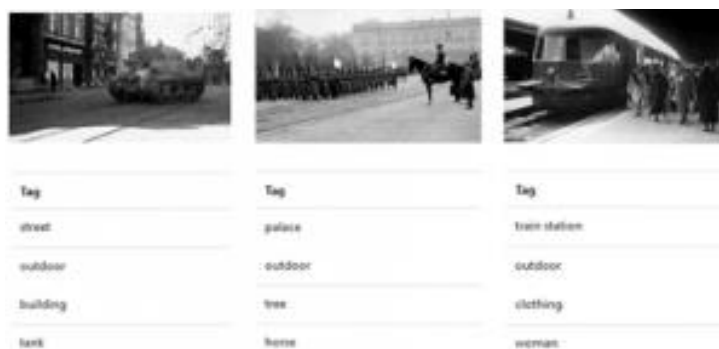 Tag
street
outdoor
building
tank
Tag
palace
outdoor
tree
horse
Tag
train station
outdoor
clothing
woman